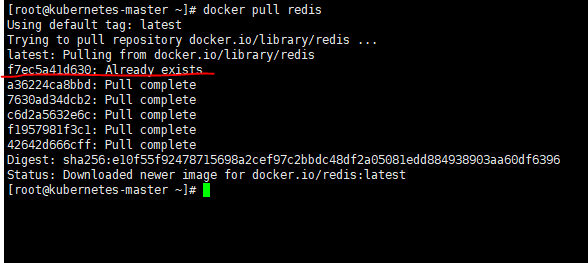 [root@kubernetes-master ~]# docker pull redis
Using default tag: latest
Trying to pull repository docker.io/library/redis ...
latest: Pulling from docker.io/library/redis
f7ec5a41d630: Already exists
a36224ca8bbd: Pull complete
7630ad34dcb2: Pull complete
c6d2a5632e6c: Pull complete
f1957981f3c1: Pull complete
42642d666cff: Pull complete
Digest: sha256:e10f55f92478715698a2cef97c2bbdc48df2a05081edd884938903aa60df6396
Status: Downloaded newer image for docker.io/redis:latest
[root@kubernetes-master ~]#